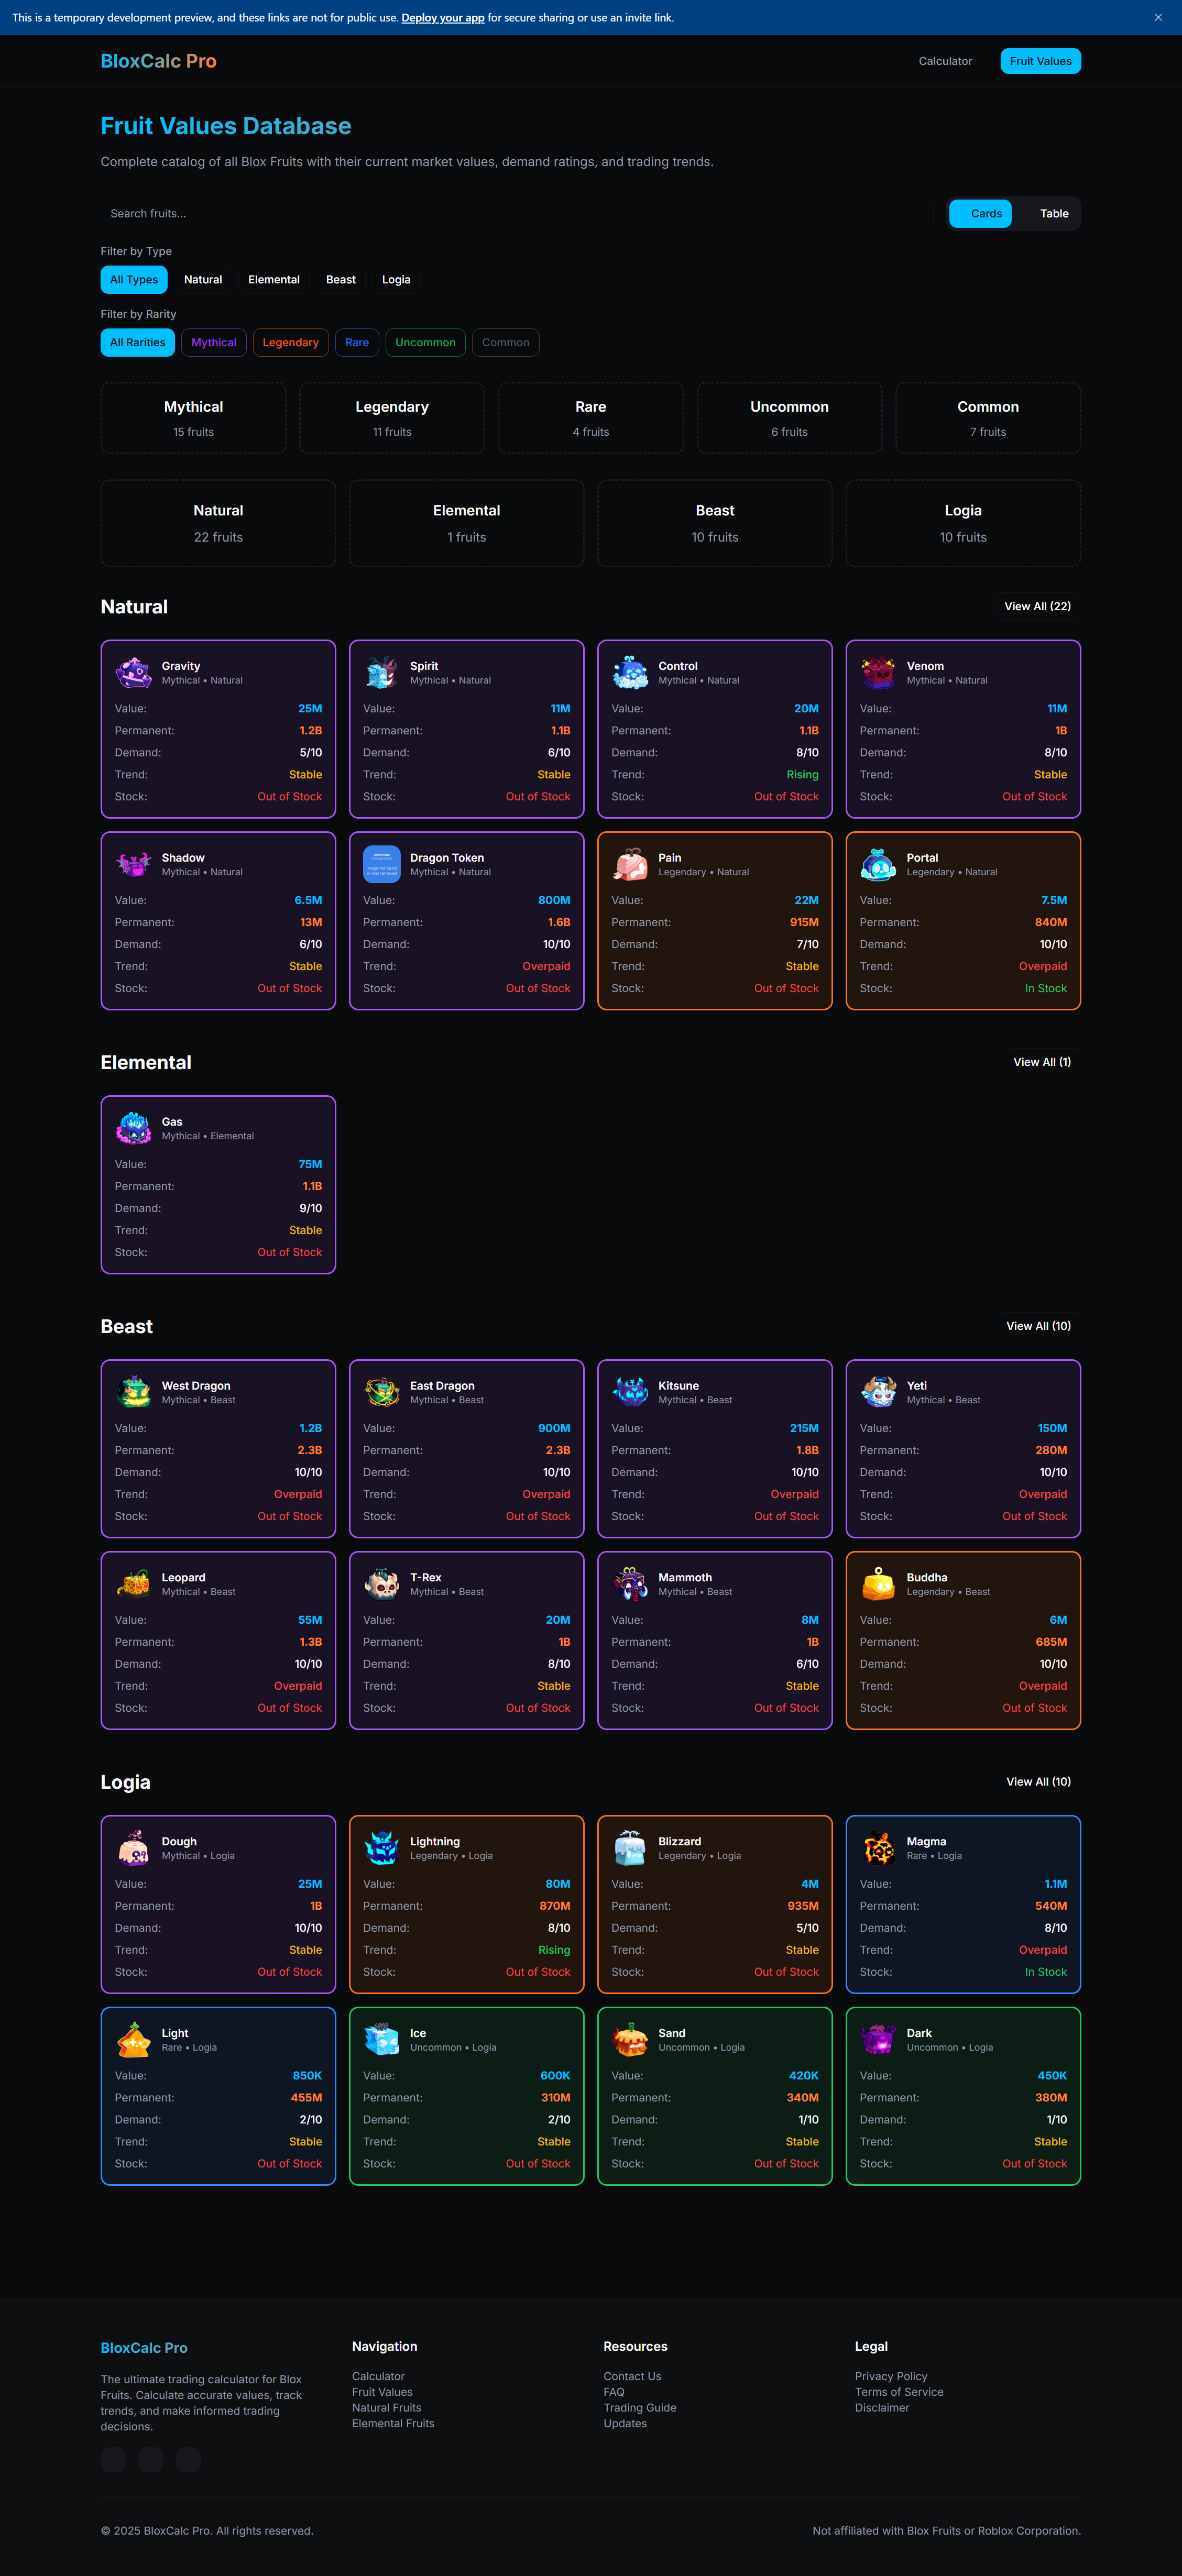 This is a temporary development preview, and these links are not for public use. Deploy your app for secure sharing or use an invite link.
BloxCalc Pro
Calculator
Fruit Values
Fruit Values Database
Complete catalog of all Blox Fruits with their current market values, demand ratings, and trading trends.
Search fruits...
Cards
Table
Filter by Type
All Types Natural Elemental Beast Logia
Filter by Rarity
All Rarities Mythical Legendary Rare Uncommon Common
Mythical Legendary Rare Uncommon Common
15 fruits 11 fruits 4 fruits 6 fruits 7 fruits
Natural Elemental Beast Logia
22 fruits 1 fruits 10 fruits 10 fruits
Natural View All (22)
Gravity Spirit Control Venom
Mythical • Natural Mythical • Natural Mythical • Natural Mythical • Natural
Value: 25M Value: 11M Value: 20M Value: 11M
Permanent: 1.2B Permanent: 1.1B Permanent: 1.1B Permanent: 1B
Demand: 5/10 Demand: 6/10 Demand: 8/10 Demand: 8/10
Trend: Stable Trend: Stable Trend: Rising Trend: Stable
Stock: Out of Stock Stock: Out of Stock Stock: Out of Stock Stock: Out of Stock
Shadow Dragon Token Pain Portal
Mythical • Natural Mythical • Natural Legendary • Natural Legendary • Natural
Value: 6.5M Value: 800M Value: 22M Value: 7.5M
Permanent: 13M Permanent: 1.6B Permanent: 915M Permanent: 840M
Demand: 6/10 Demand: 10/10 Demand: 7/10 Demand: 10/10
Trend: Stable Trend: Overpaid Trend: Stable Trend: Overpaid
Stock: Out of Stock Stock: Out of Stock Stock: Out of Stock Stock: In Stock
Elemental View All (1)
Gas
Mythical • Elemental
Value: 75M
Permanent: 1.1B
Demand: 9/10
Trend: Stable
Stock: Out of Stock
Beast View All (10)
West Dragon East Dragon Kitsune Yeti
Mythical • Beast Mythical • Beast Mythical • Beast Mythical • Beast
Value: 1.2B Value: 900M Value: 215M Value: 150M
Permanent: 2.3B Permanent: 2.3B Permanent: 1.8B Permanent: 280M
Demand: 10/10 Demand: 10/10 Demand: 10/10 Demand: 10/10
Trend: Overpaid Trend: Overpaid Trend: Overpaid Trend: Overpaid
Stock: Out of Stock Stock: Out of Stock Stock: Out of Stock Stock: Out of Stock
Leopard T-Rex Mammoth Buddha
Mythical • Beast Mythical • Beast Mythical • Beast Legendary • Beast
Value: 55M Value: 20M Value: 8M Value: 6M
Permanent: 1.3B Permanent: 1B Permanent: 1B Permanent: 685M
Demand: 10/10 Demand: 8/10 Demand: 6/10 Demand: 10/10
Trend: Overpaid Trend: Stable Trend: Stable Trend: Overpaid
Stock: Out of Stock Stock: Out of Stock Stock: Out of Stock Stock: Out of Stock
Logia View All (10)
Dough Lightning Blizzard Magma
Mythical • Logia Legendary • Logia Legendary • Logia Rare • Logia
Value: 25M Value: 80M Value: 4M Value: 1.1M
Permanent: 1B Permanent: 870M Permanent: 935M Permanent: 540M
Demand: 10/10 Demand: 8/10 Demand: 5/10 Demand: 8/10
Trend: Stable Trend: Rising Trend: Stable Trend: Overpaid
Stock: Out of Stock Stock: Out of Stock Stock: Out of Stock Stock: In Stock
Light Ice Sand Dark
Rare • Logia Uncommon • Logia Uncommon • Logia Uncommon • Logia
Value: 850K Value: 600K Value: 420K Value: 450K
Permanent: 455M Permanent: 310M Permanent: 340M Permanent: 380M
Demand: 2/10 Demand: 2/10 Demand: 1/10 Demand: 1/10
Trend: Stable Trend: Stable Trend: Stable Trend: Stable
Stock: Out of Stock Stock: Out of Stock Stock: Out of Stock Stock: Out of Stock
BloxCalc Pro
The ultimate trading calculator for Blox
Fruits. Calculate accurate values, track
trends, and make informed trading
decisions.
Navigation
Calculator
Fruit Values
Natural Fruits
Elemental Fruits
Resources
Contact Us
FAQ
Trading Guide
Updates
Legal
Privacy Policy
Terms of Service
Disclaimer
© 2025 BloxCalc Pro. All rights reserved.
Not affiliated with Blox Fruits or Roblox Corporation.